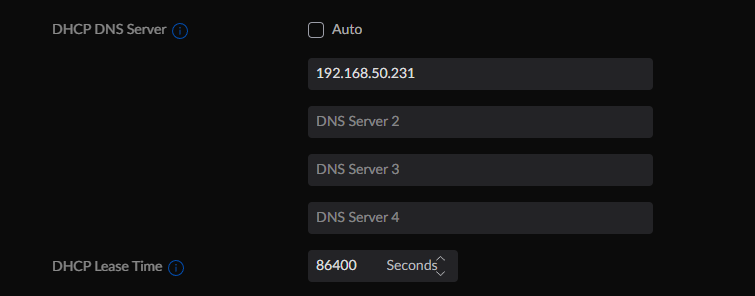 DHCP DNS Server Auto
192.168.50.231
DNS Server 2
DNS Server 3
DNS Server 4
DHCP Lease Time 86400 Seconds